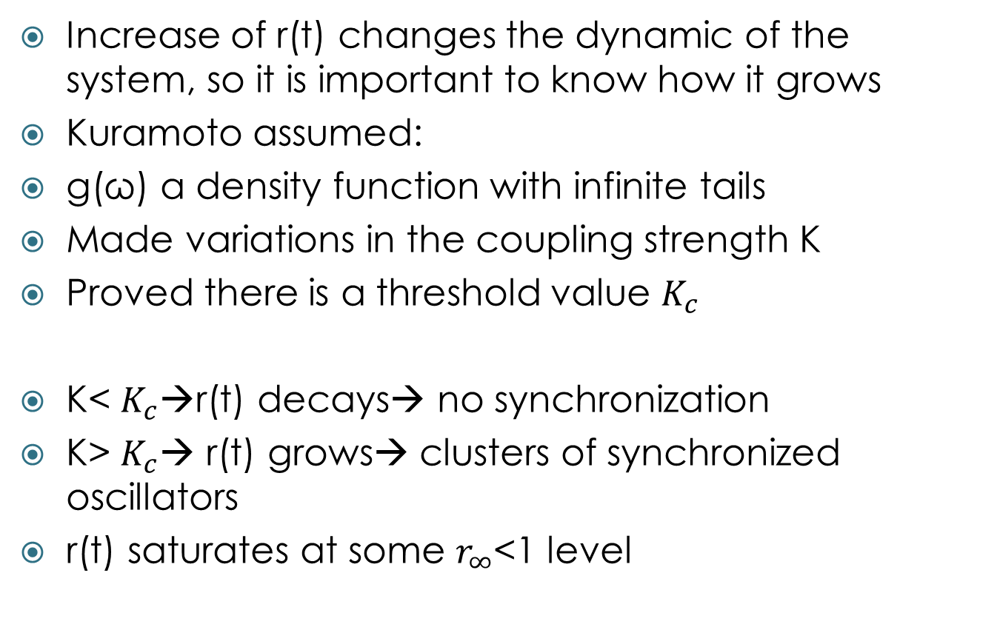 Increase of r(t) changes the dynamic of the
system, so it is important to know how it grows
Kuramoto assumed:
g(ω) a density function with infinite tails
Made variations in the coupling strength K
Proved there is a threshold value K_c
K< K_c→r(t) decays→ no synchronization
K> K_c→ r(t) grows→ clusters of synchronized
oscillators
r(t) saturates at some r_∞<1 level